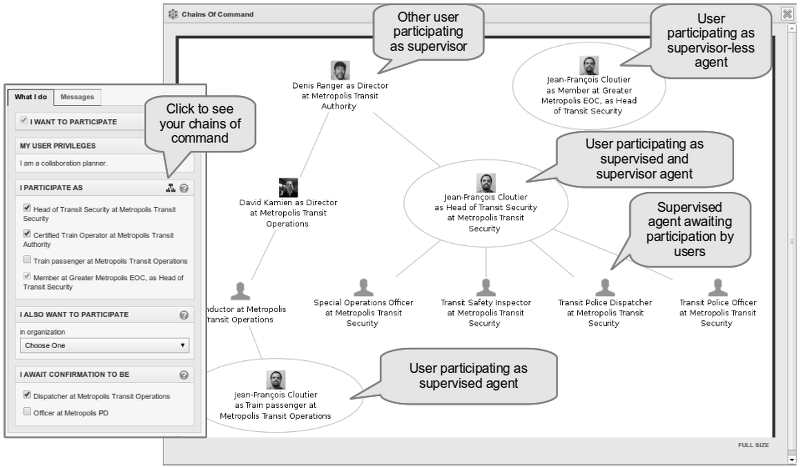 Chains Of Command
Other user
participating
as supervisor
User
participating as
supervisor-less
agent
Denis Ranger as Director
at Metropolis Transit
Authority
Jean-François Cloutier
as Member at Greater
Metropolis EOC, as Head
of Transit Security
What I do
Messages
Click to see
your chains of
command
I WANT TO PARTICIPATE
MY USER PRIVILEGES
I am a collaboration planner.
I PARTICIPATE AS
Head of Transit Security at Metropolis Transit
Security
Certified Train Operator at Metropolis Transit
Authority
Train passenger at Metropolis Transit Operations
Member at Greater Metropolis EOC, as Head of
Transit Security
I ALSO WANT TO PARTICIPATE
in organization
Choose One
I AWAIT CONFIRMATION TO BE
Dispatcher at Metropolis Transit Operations
Officer at Metropolis PD
User participating as
supervised and
supervisor agent
David Kamien as Director
at Metropolis Transit
Operations
Jean-François Cloutier
as Head of Transit Security
at Metropolis Transit
Security
Supervised
agent awaiting
participation by
users
nductor at Metropolis
Transit Operations
Special Operations Officer
at Metropolis Transit
Security
Transit Safety Inspector
at Metropolis Transit
Security
Transit Police Dispatcher
at Metropolis Transit
Security
Transit Police Officer
at Metropolis Transit
Security
User participating as
supervised agent
Jean-François Cloutier
as Train passenger at
Metropolis Transit Operations
FULL SIZE